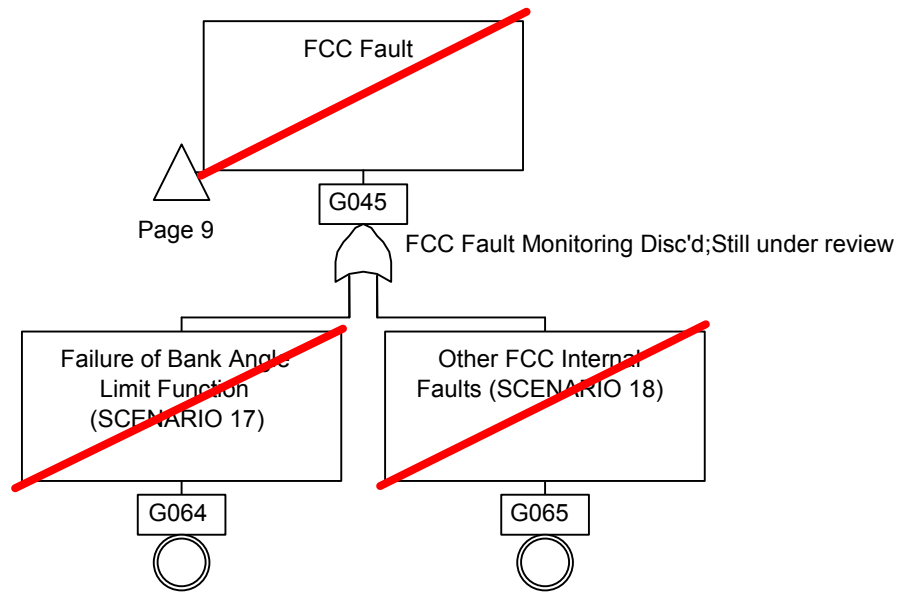 FCC Fault
G045
Page 9
FCC Fault Monitoring Disc'd;Still under review
Failure of Bank Angle
Limit Function
(SCENARIO 17)
Other FCC Internal
Faults (SCENARIO 18)
G064
G065